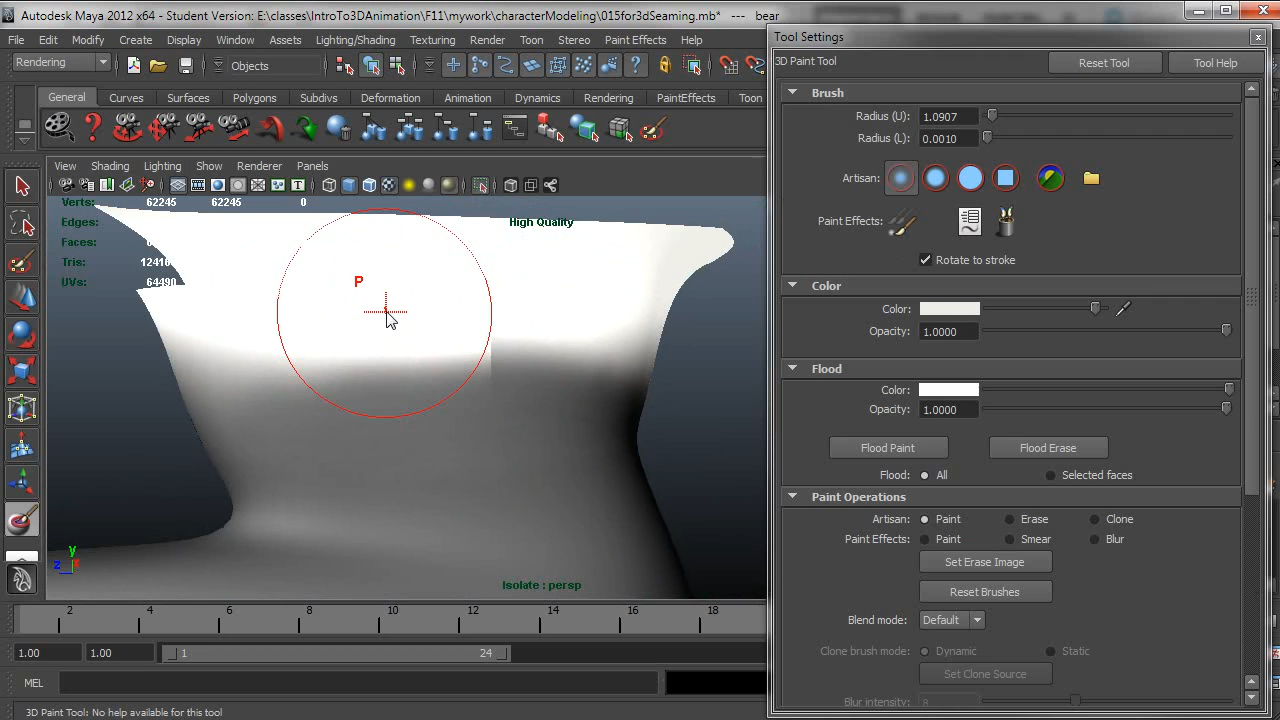 Autodesk Maya 2012 x64 - Student Version: E:\classes\IntroTo3DAnimation\F11\mywork\characterModeling\015for3dSeaming.mb* --- bear
File Edit Modify Create Display Window Assets Lighting/Shading Texturing Render Toon Stereo Paint Effects Help
Tool Settings
3D Paint Tool
Reset Tool
Tool Help
Rendering
Objects
General Curves Surfaces Subdivs Polygons Deformation Animation Dynamics Rendering PaintEffects Toon
View Shading Lighting Show Renderer Panels
Verts: 62245 62245 0
Edges:
Faces:
Tris:
UVs: 64490
High Quality
P
y
z
Isolate : persp
2 4 6 8 10 12 14 16 18
1.00 1.00 1 24
MEL
3D Paint Tool: No help available for this tool
Brush
Radius (U): 1.0907
Radius (L): 0.0010
Artisan:
Paint Effects:
Rotate to stroke
Color
Color:
Opacity: 1.0000
Flood
Color:
Opacity: 1.0000
Flood Paint Flood Erase
Flood: All Selected faces
Paint Operations
Artisan: Paint Erase Clone
Paint Effects: Paint Smear Blur
Set Erase Image
Reset Brushes
Blend mode: Default
Clone brush mode: Dynamic Static
Set Clone Source
Blur intensity: 8